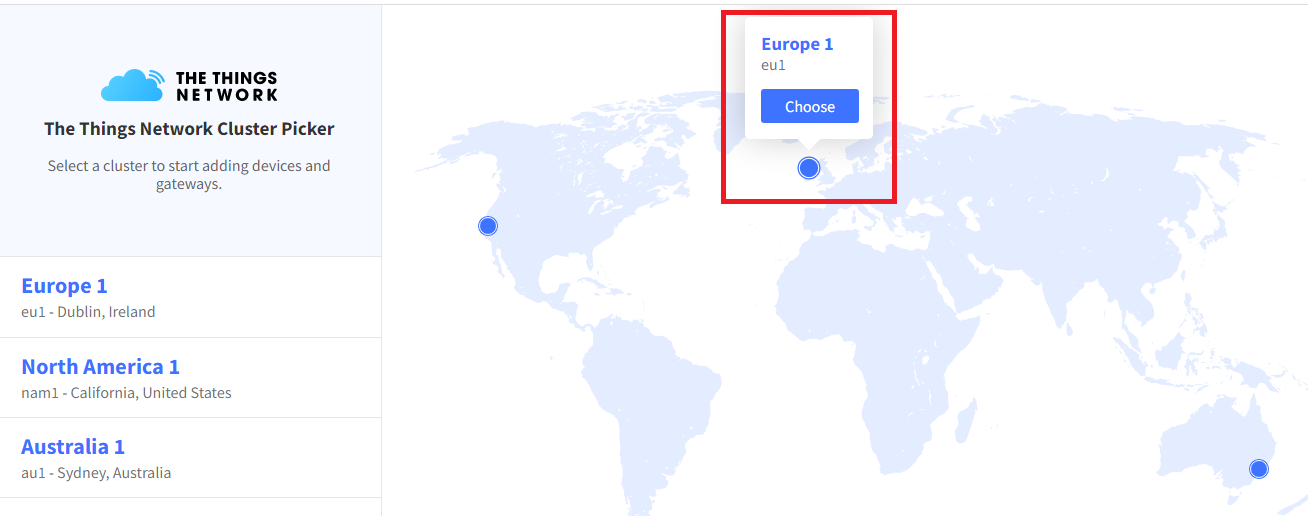 THE THINGS
NETWORK
The Things Network Cluster Picker
Select a cluster to start adding devices and
gateways.
Europe 1
eu1 - Dublin, Ireland
North America 1
nam1 - California, United States
Australia 1
au1 - Sydney, Australia
Europe 1
eu1
Choose